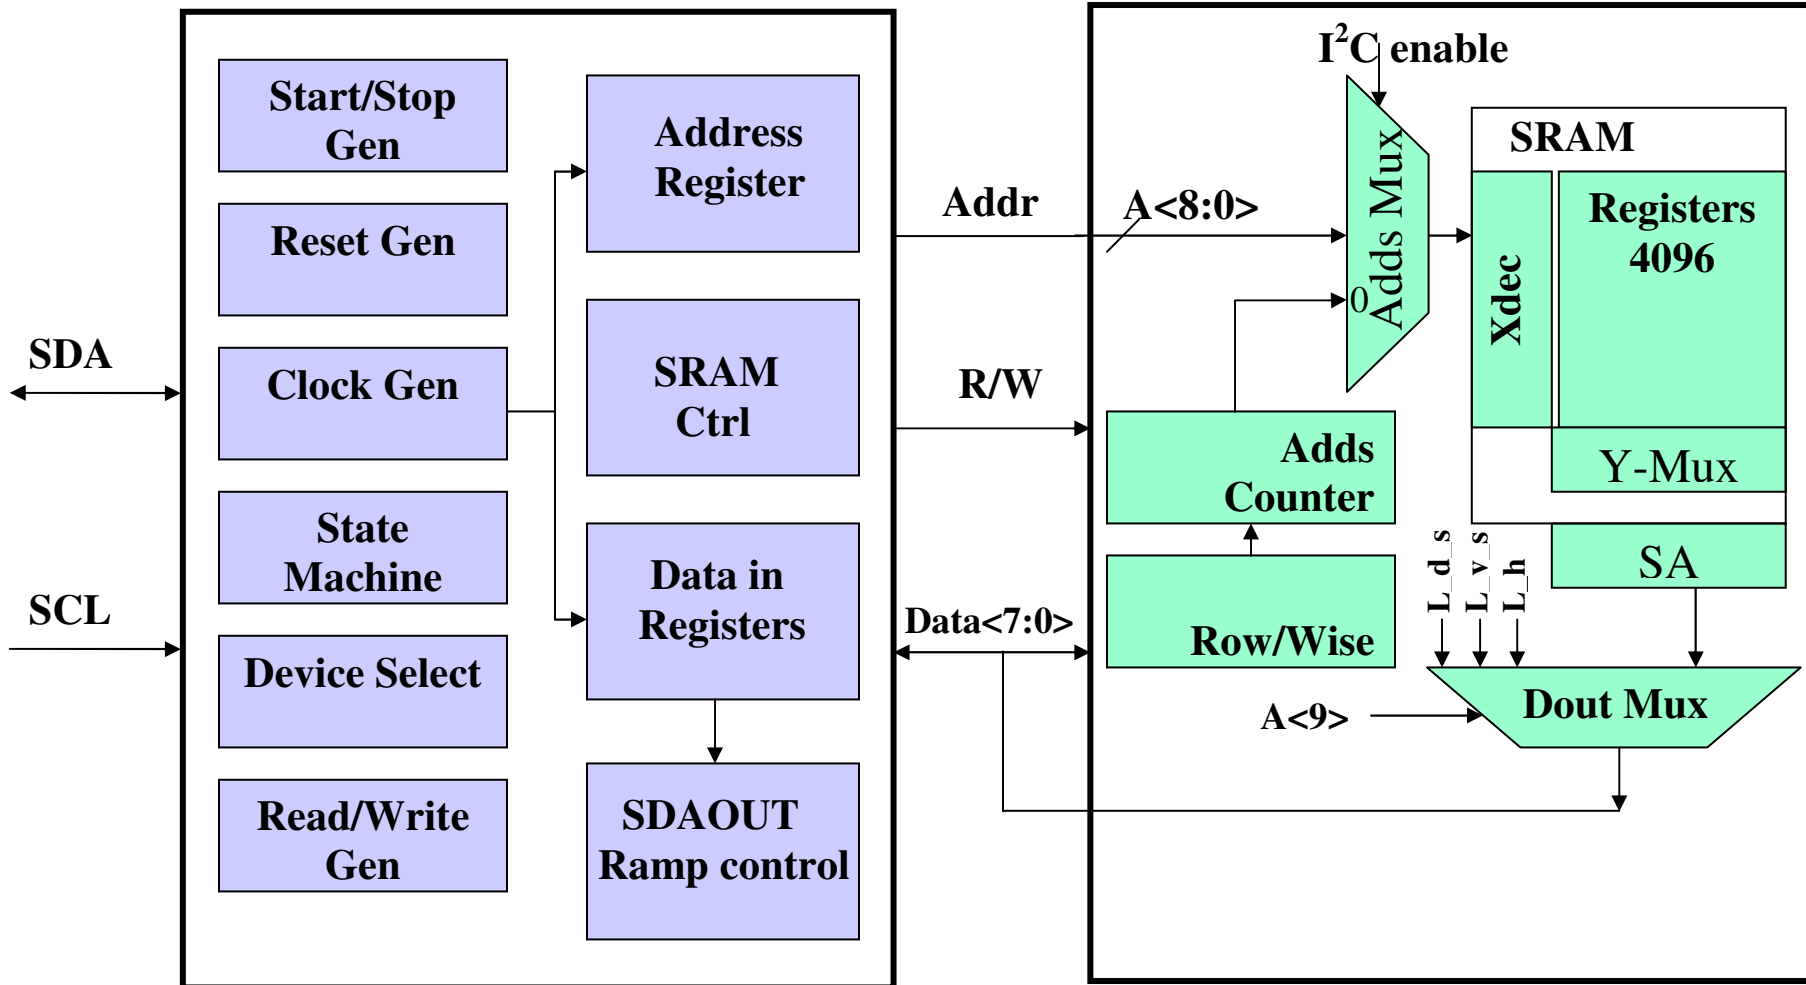 SDA
SCL
Start/Stop
Gen
Reset Gen
Clock Gen
State
Machine
Device Select
Read/Write
Gen
Address
Register
SRAM
Ctrl
Data in
Registers
SDAOUT
Ramp control
Addr
R/W
Data<7:0>
I²C enable
A<8:0>
Adds Mux
0
Adds
Counter
Row/Wise
SRAM
Xdec
Registers
4096
Y-Mux
SA
L_d_s
L_v_s
L_h
A<9>
Dout Mux